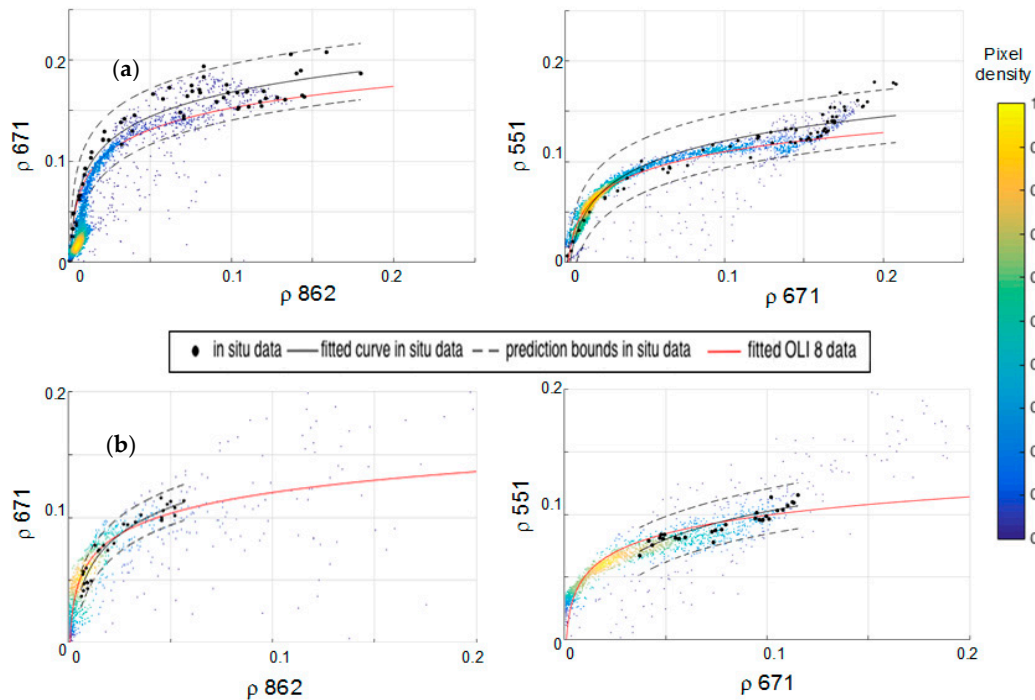 0.2
(a)
ρ 671
0.1
0
0 0.1 0.2
ρ 862
0.2
ρ 551
0.1
0
0 0.1 0.2
ρ 671
Pixel
density
in situ data fitted curve in situ data prediction bounds in situ data fitted OLI 8 data
0.2
(b)
ρ 671
0.1
0
0 0.1 0.2
ρ 862
0.2
ρ 551
0.1
0
0 0.1 0.2
ρ 671